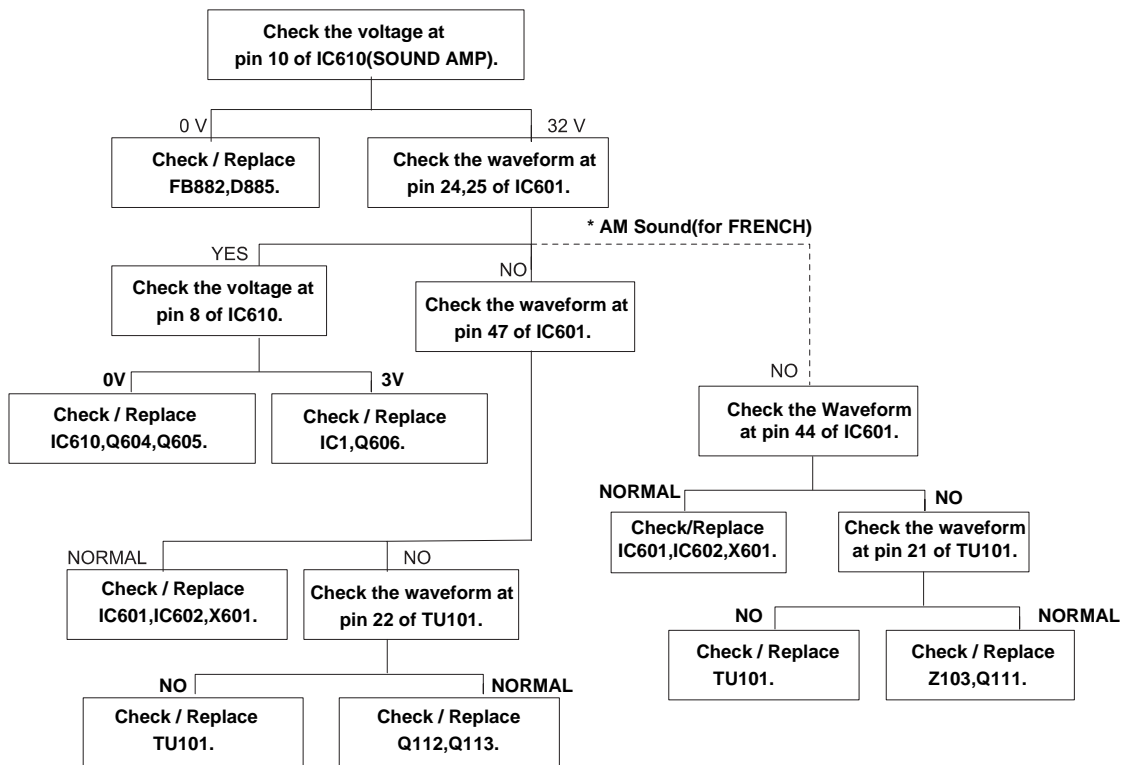 Check the voltage at
pin 10 of IC610(SOUND AMP).
0 V
32 V
Check / Replace
FB882,D885.
Check the waveform at
pin 24,25 of IC601.
* AM Sound(for FRENCH)
YES
NO
Check the voltage at
pin 8 of IC610.
Check the waveform at
pin 47 of IC601.
0V
3V
NO
Check / Replace
IC610,Q604,Q605.
Check / Replace
IC1,Q606.
Check the Waveform
at pin 44 of IC601.
NORMAL
NO
Check/Replace
IC601,IC602,X601.
Check the waveform
at pin 21 of TU101.
NORMAL
NO
Check / Replace
IC601,IC602,X601.
Check the waveform at
pin 22 of TU101.
NO
NORMAL
Check / Replace
TU101.
Check / Replace
Z103,Q111.
NO
NORMAL
Check / Replace
TU101.
Check / Replace
Q112,Q113.